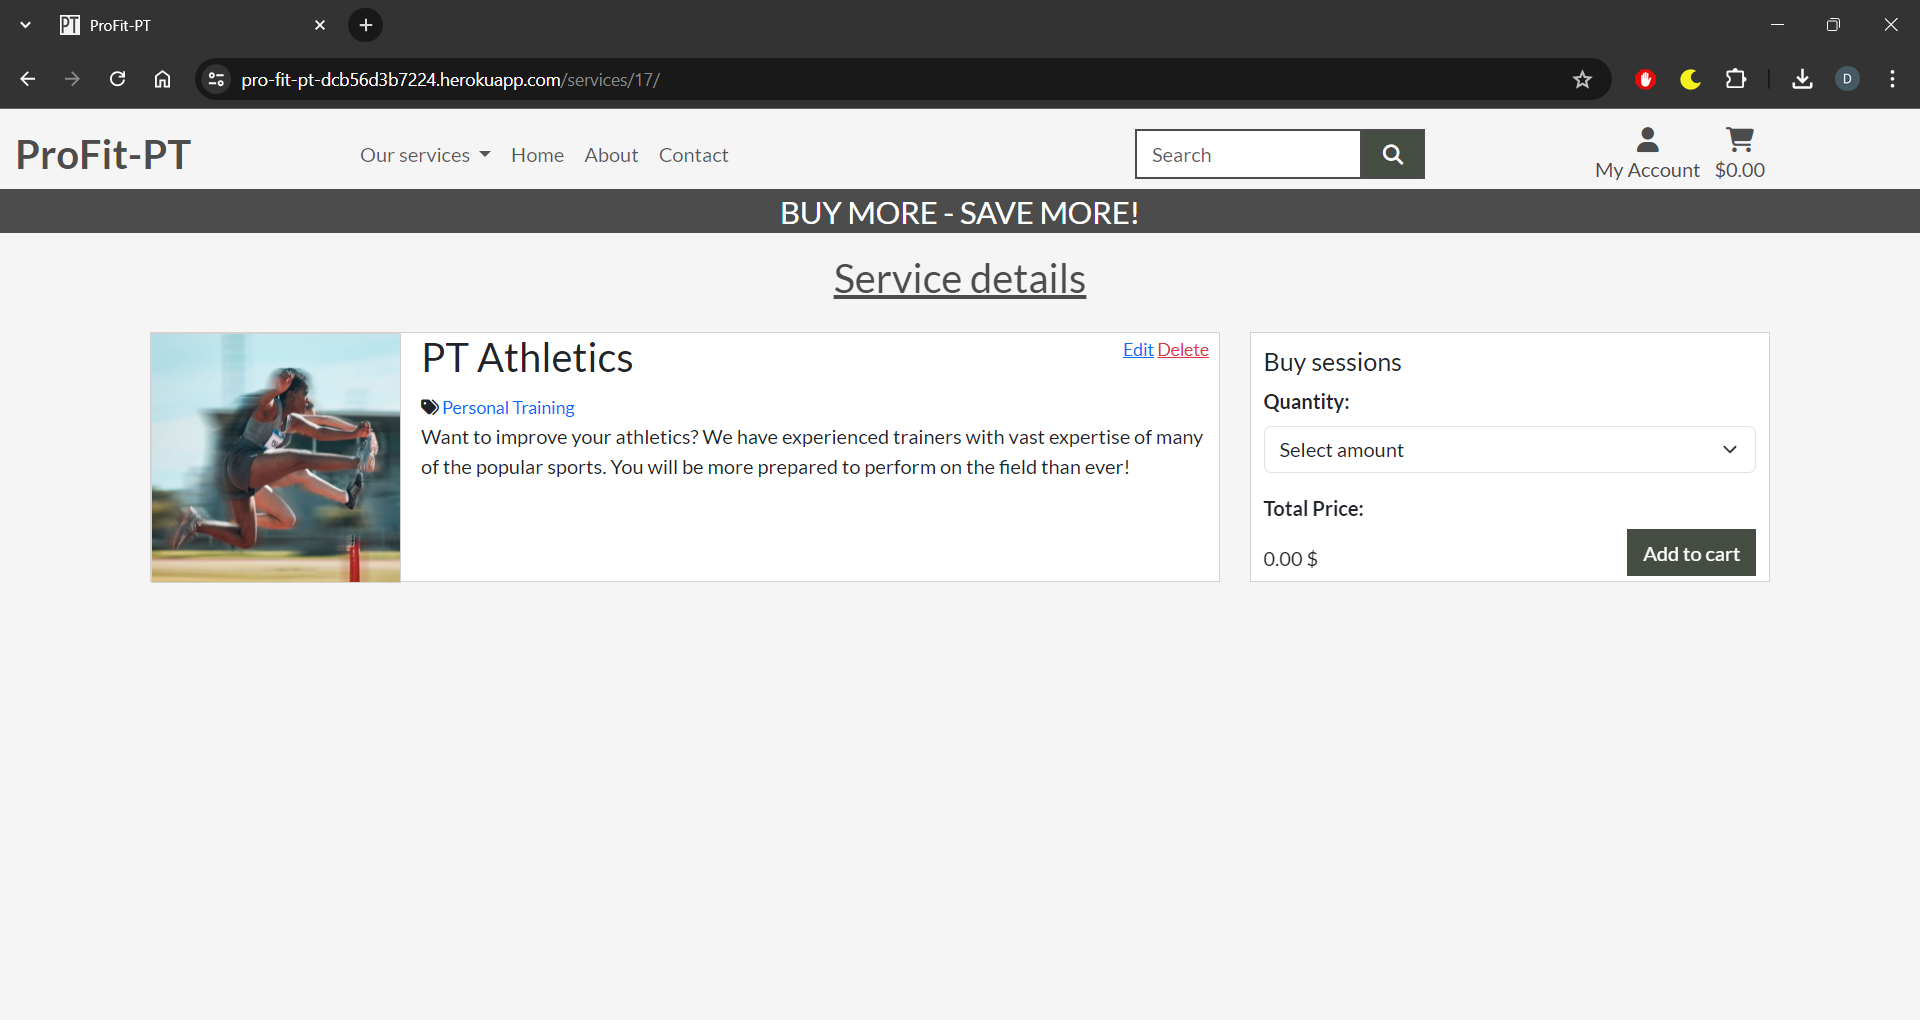 PT ProFit-PT
pro-fit-pt-dcb56d3b7224.herokuapp.com/services/17/
D
ProFit-PT
Our services Home About Contact
Search
My Account $0.00
BUY MORE - SAVE MORE!
Service details
PT Athletics
Edit Delete
Personal Training
Want to improve your athletics? We have experienced trainers with vast expertise of many
of the popular sports. You will be more prepared to perform on the field than ever!
Buy sessions
Quantity:
Select amount
Total Price:
0.00 $
Add to cart